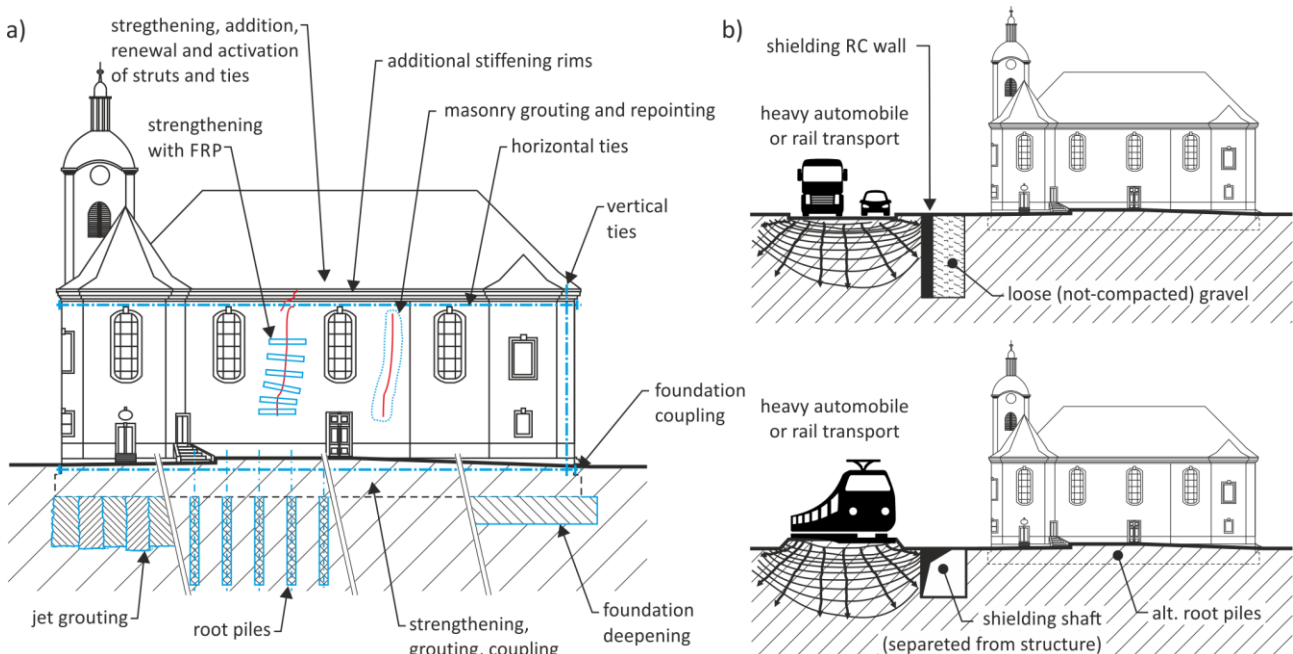 a)
stregthening, addition,
renewal and activation
of struts and ties
additional stiffening rims
strengthening
with FRP
masonry grouting and repointing
horizontal ties
vertical
ties
foundation
coupling
jet grouting
root piles
strengthening,
grouting, coupling
foundation
deepening
b)
shielding RC wall
heavy automobile
or rail transport
loose (not-compacted) gravel
heavy automobile
or rail transport
shielding shaft
(separeted from structure)
alt. root piles